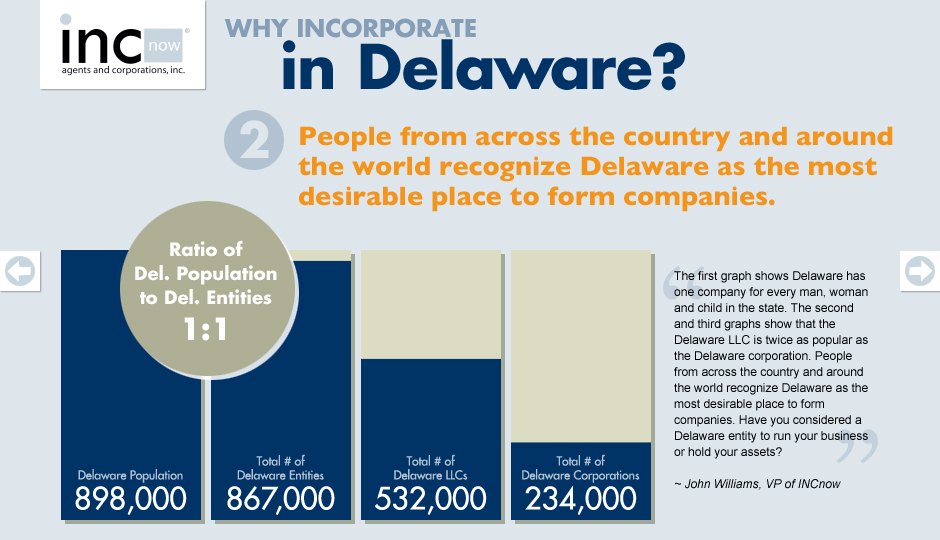 inc now ®
agents and corporations, inc.
WHY INCORPORATE
in Delaware?
2
People from across the country and around
the world recognize Delaware as the most
desirable place to form companies.
Ratio of
Del. Population
to Del. Entities
1:1
Delaware Population
898,000
Total # of
Delaware Entities
867,000
Total # of
Delaware LLCs
532,000
Total # of
Delaware Corporations
234,000
“
The first graph shows Delaware has
one company for every man, woman
and child in the state. The second
and third graphs show that the
Delaware LLC is twice as popular as
the Delaware corporation. People
from across the country and around
the world recognize Delaware as the
most desirable place to form
companies. Have you considered a
Delaware entity to run your business
or hold your assets?
”
~ John Williams, VP of INCnow